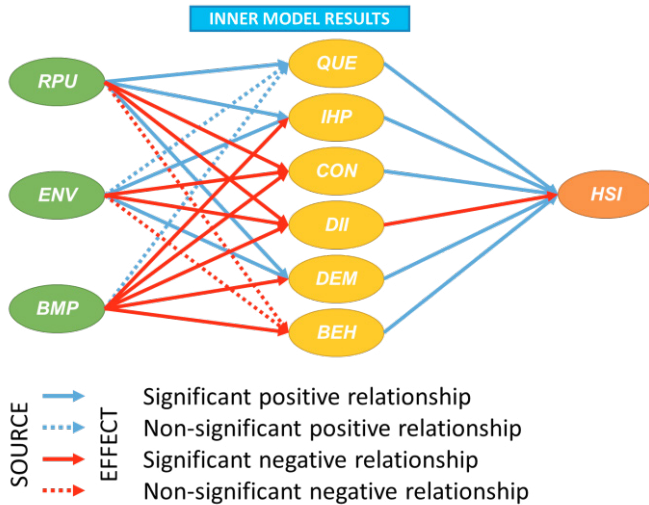 INNER MODEL RESULTS
RPU
ENV
BMP
QUE
IHP
CON
DII
DEM
BEH
HSI
SOURCE
EFFECT
Significant positive relationship
Non-significant positive relationship
Significant negative relationship
Non-significant negative relationship